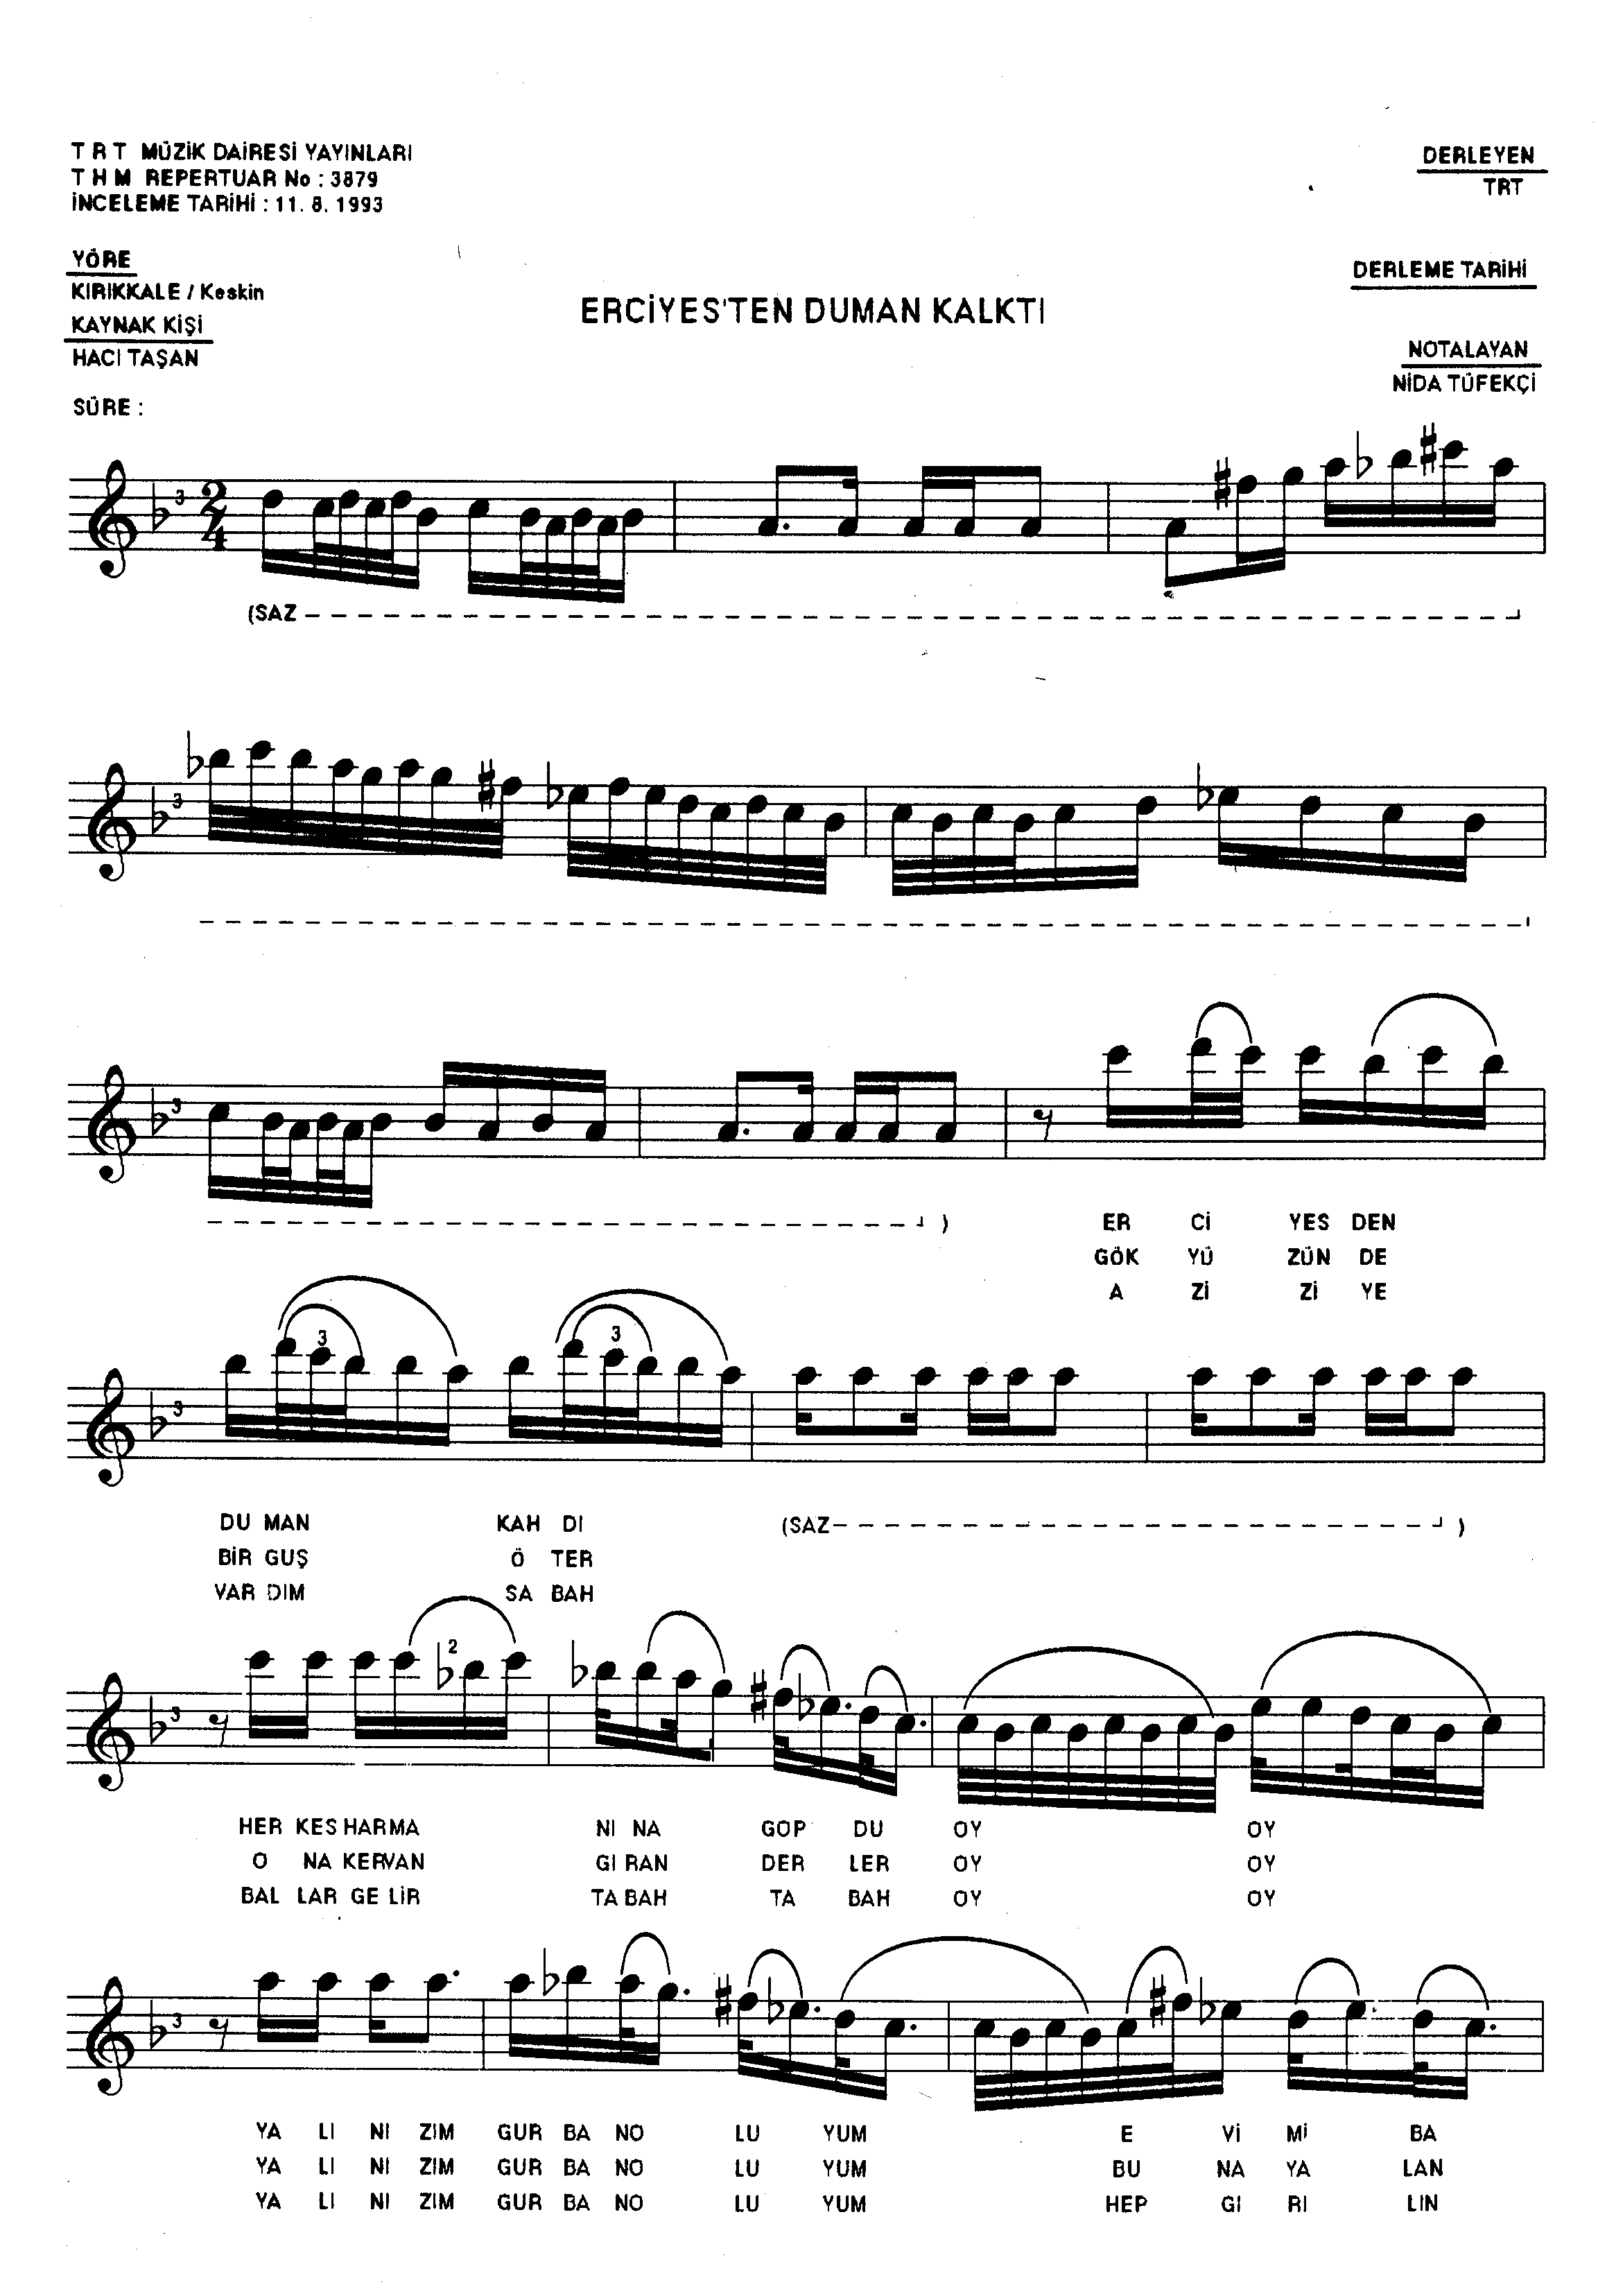 T R T MÜZİK DAİRESİ YAYINLARI
T H M REPERTUAR No : 3879
İNCELEME TARİHİ : 11. 8. 1993
DERLEYEN
TRT
YÖRE
KIRIKKALE / Keskin
KAYNAK KİŞİ
HACI TAŞAN
DERLEME TARİHİ
ERCİYES'TEN DUMAN KALKTI
NOTALAYAN
NİDA TÜFEKÇİ
SÜRE :
3 2 4
(SAZ
3
3
)
ER Cİ YES DEN
GÖK YÜ ZÜN DE
A Zİ Zİ YE
3 3 3
DU MAN KAH DI (SAZ )
BİR GUŞ Ö TER
VAR DIM SA BAH
3 2
HER KES HARMA NI NA GOP DU OY OY
O NA KERVAN GI RAN DER LER OY OY
BAL LAR GE LİR TA BAH TA BAH OY OY
3
YA LI NI ZIM GUR BA NO LU YUM E Vİ Mİ BA
YA LI NI ZIM GUR BA NO LU YUM BU NA YA LAN
YA LI NI ZIM GUR BA NO LU YUM HEP GI RI LIN